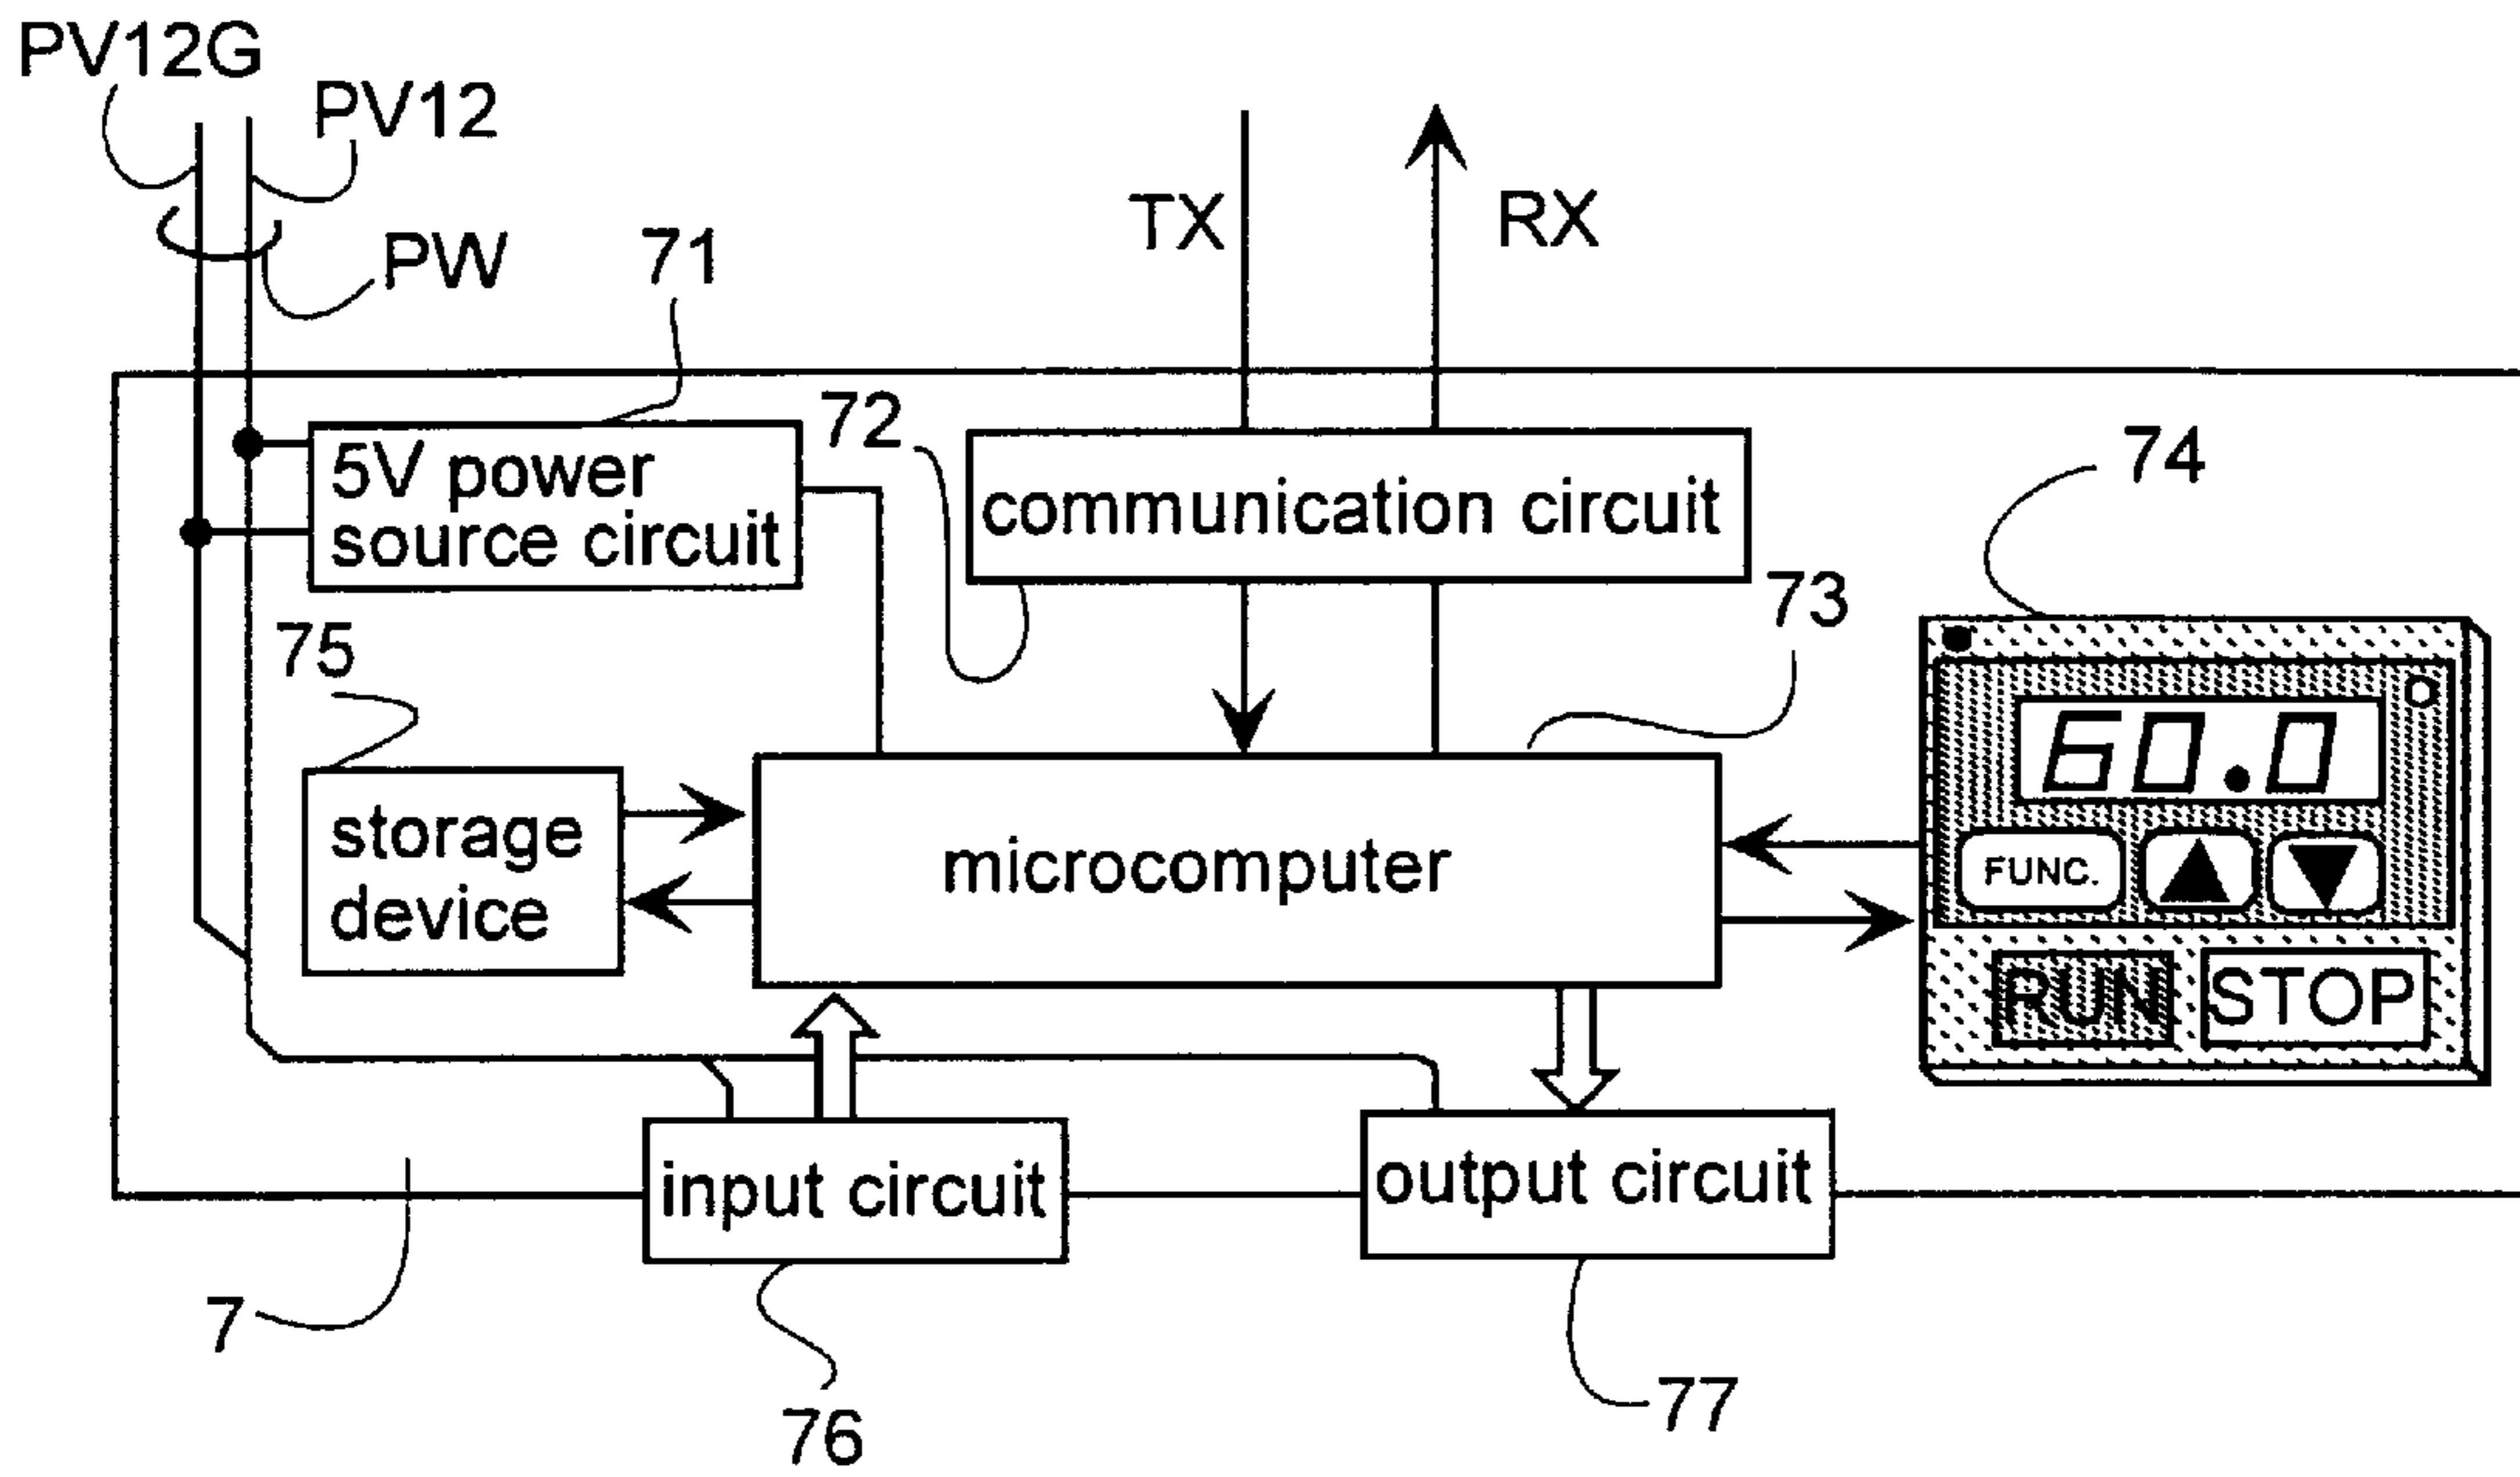 PV12G
PV12
PW
TX
RX
71
72
5V power
source circuit
communication circuit
73
74
75
storage
device
microcomputer
60.0
FUNC.
RUN
STOP
input circuit
output circuit
7
76
77